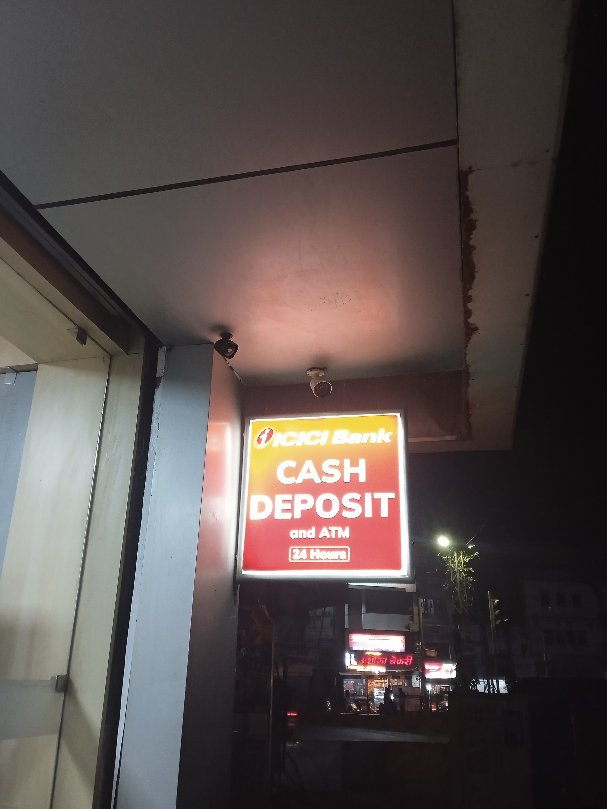 ICICI Bank
CASH
DEPOSIT
and ATM
24 Hours